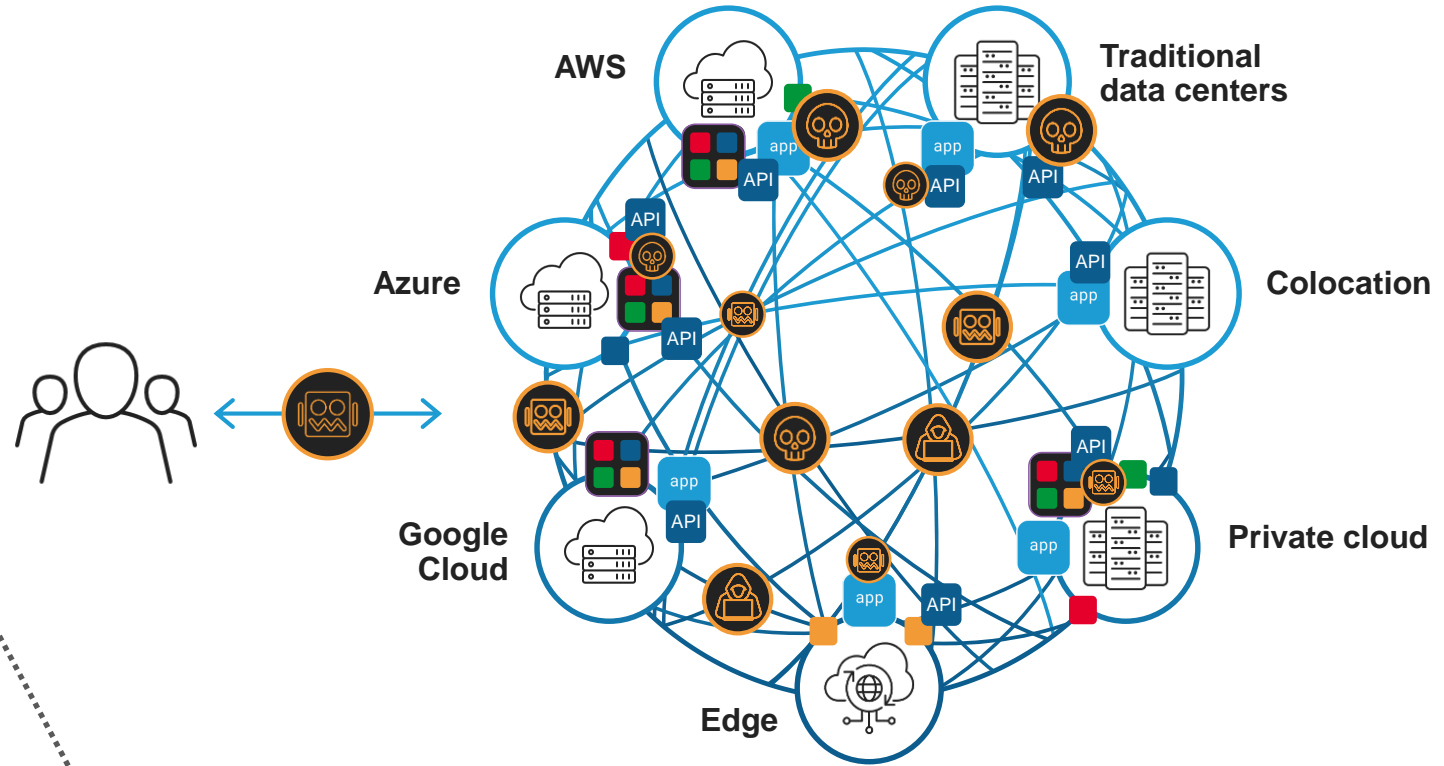 AWS
Traditional
data centers
app
app
API
API
API
API
Azure
API
app
Colocation
API
API
app
API
Google
Cloud
app
Private cloud
app
API
Edge